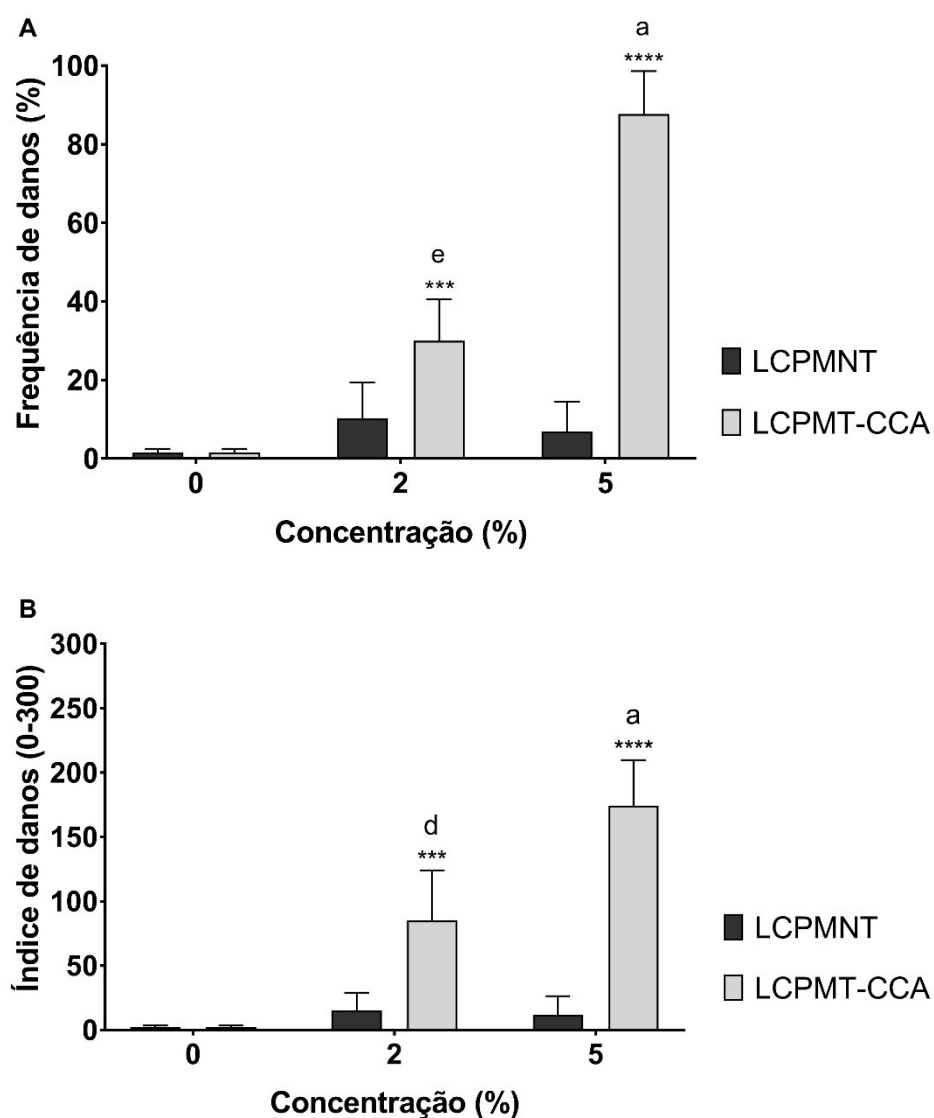 A
Frequência de danos (%)
100
80
60
40
20
0
e
***
a
****
0
2
5
Concentração (%)
LCPMNT
LCPMT-CCA
B
Índice de danos (0-300)
300
250
200
150
100
50
0
d
***
a
****
0
2
5
Concentração (%)
LCPMNT
LCPMT-CCA